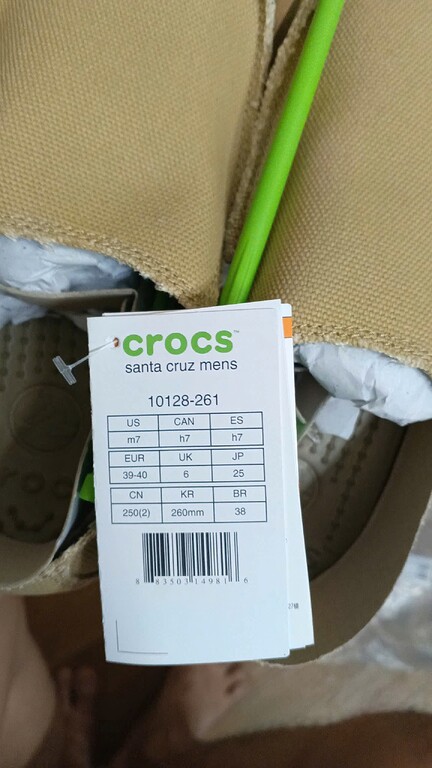 crocs™
santa cruz mens
10128-261
US CAN ES
m7 h7 h7
EUR UK JP
39-40 6 25
CN KR BR
250(2) 260mm 38
8 83503 14981 6